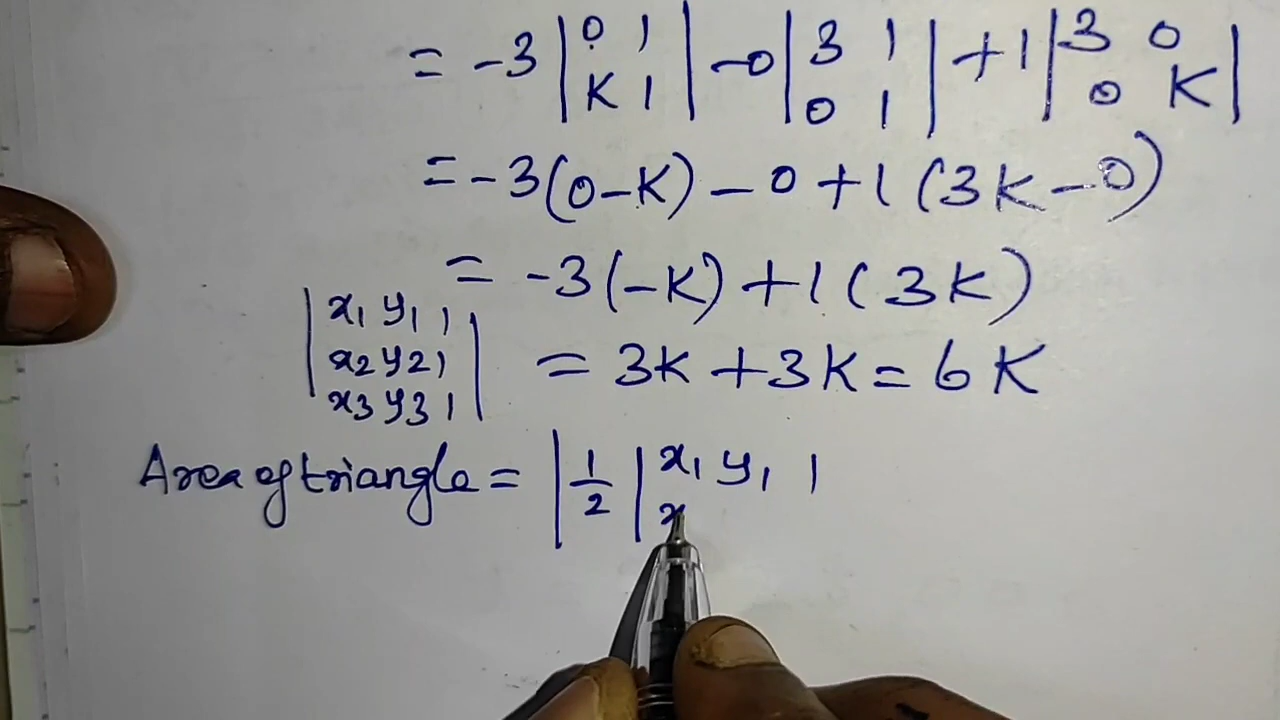 = -3 | 0 1 | -0 | 3 1 | +1 | 3 0 |
| K 1 | | 0 1 | | 0 K |
= -3(0-K) - 0 + 1 (3K-0)
= -3(-K) + 1 (3K)
| x₁ y₁ 1 |
| x₂ y₂ 1 | = 3K + 3K = 6K
| x₃ y₃ 1 |
Area of triangle = | 1/2 | x₁ y₁ 1
x